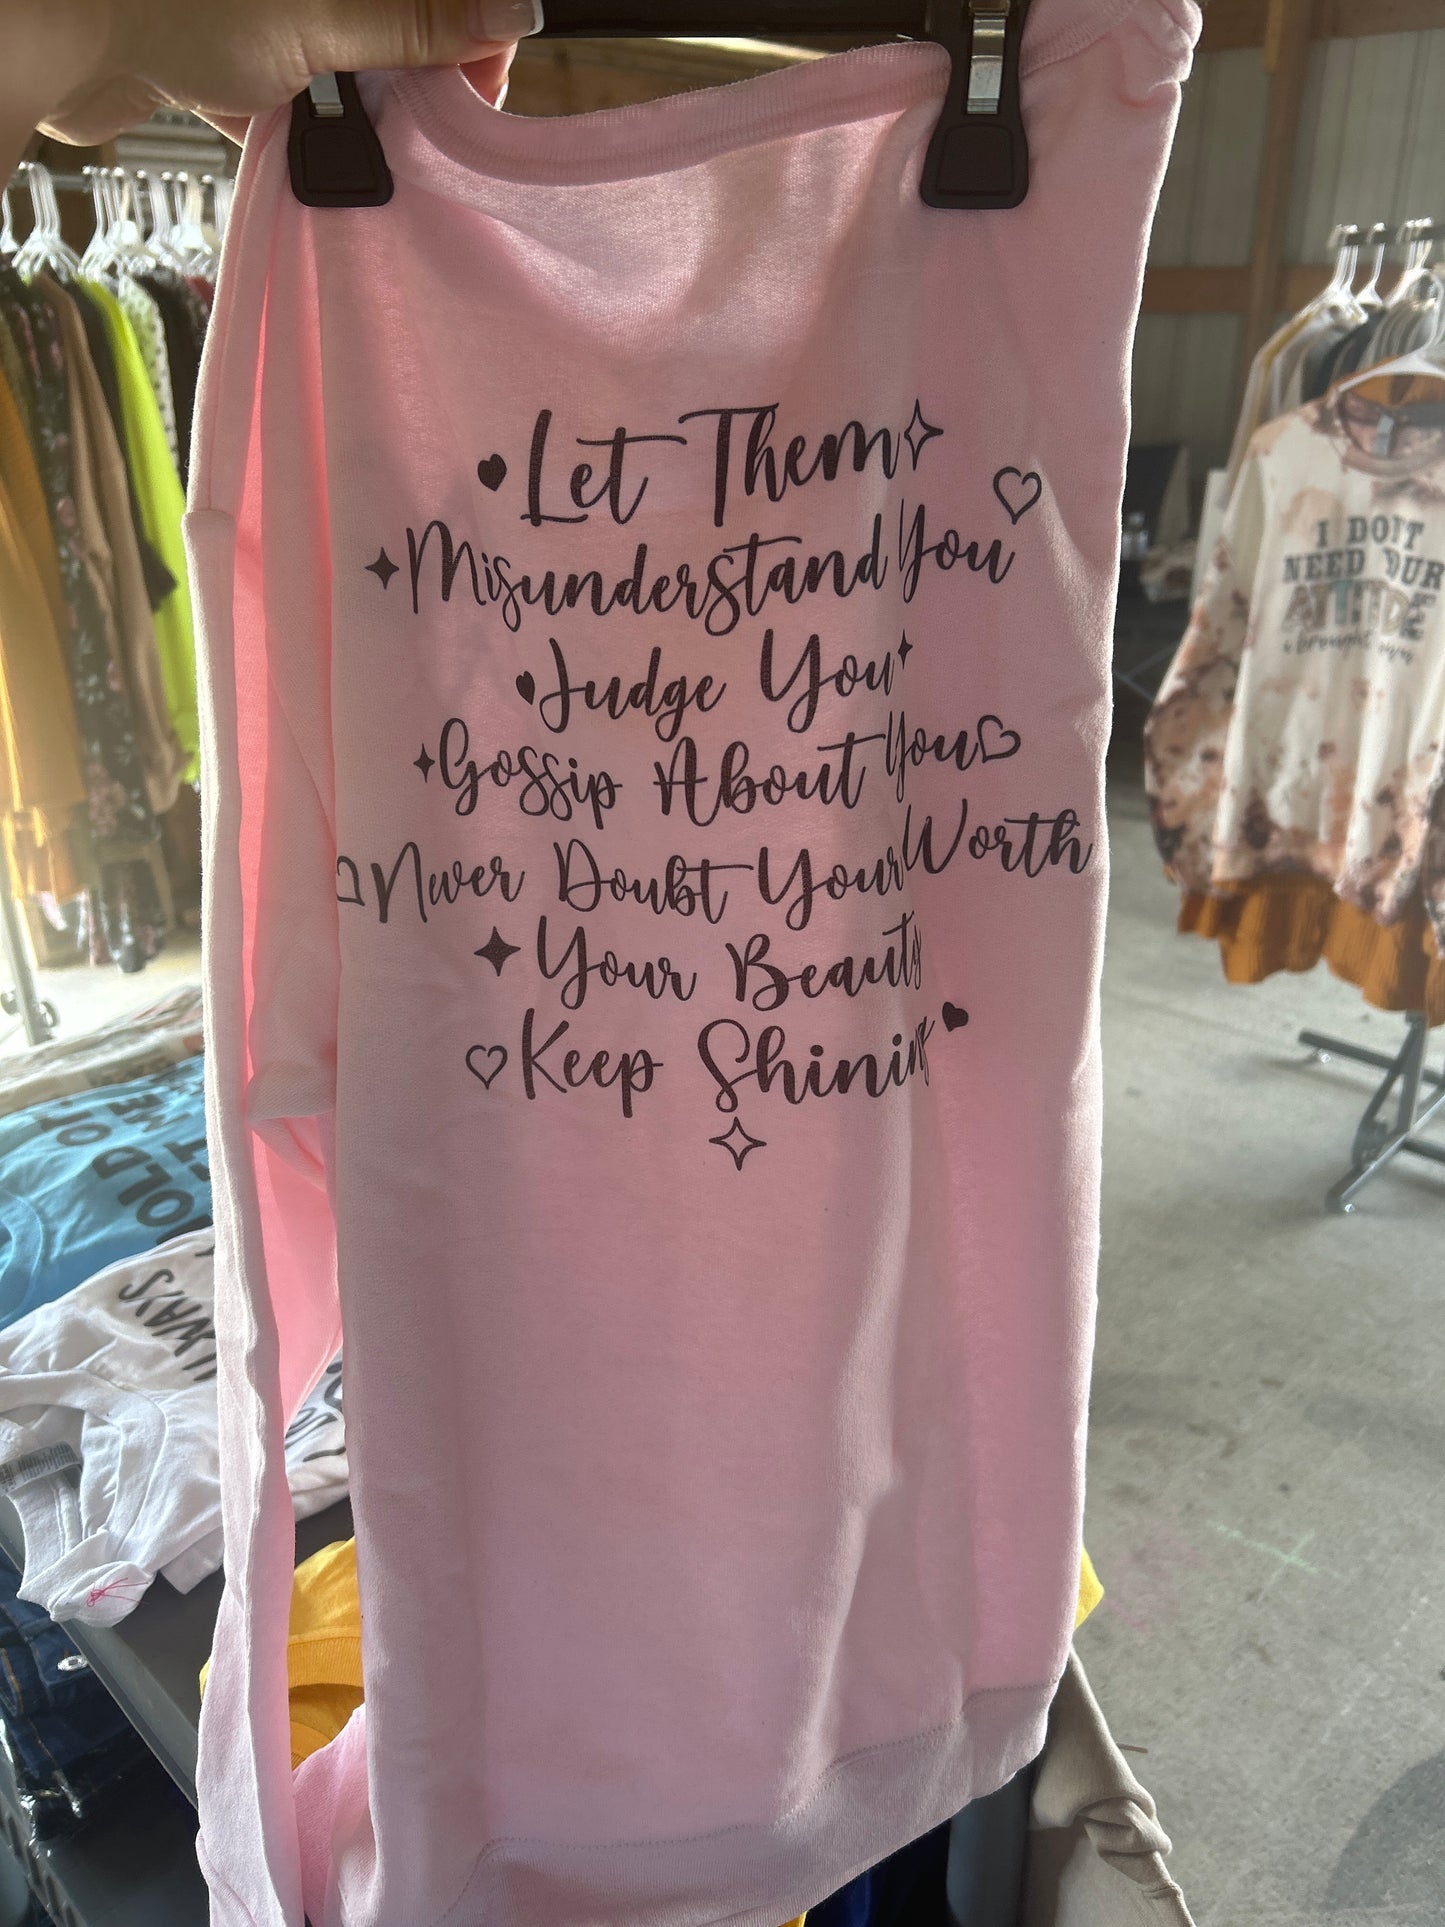 Let Them
Misunderstand You
Judge You
Gossip About You
Never Doubt Your Worth
Your Beauty
Keep Shining
I DON'T
NEED YOUR
ATTITUDE